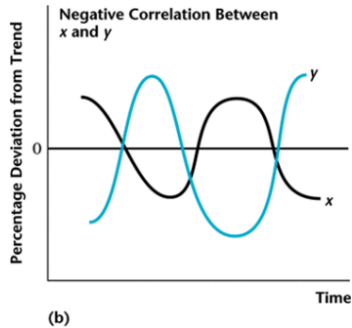 Negative Correlation Between
x and y
Percentage Deviation from Trend
y
0
x
Time
(b)